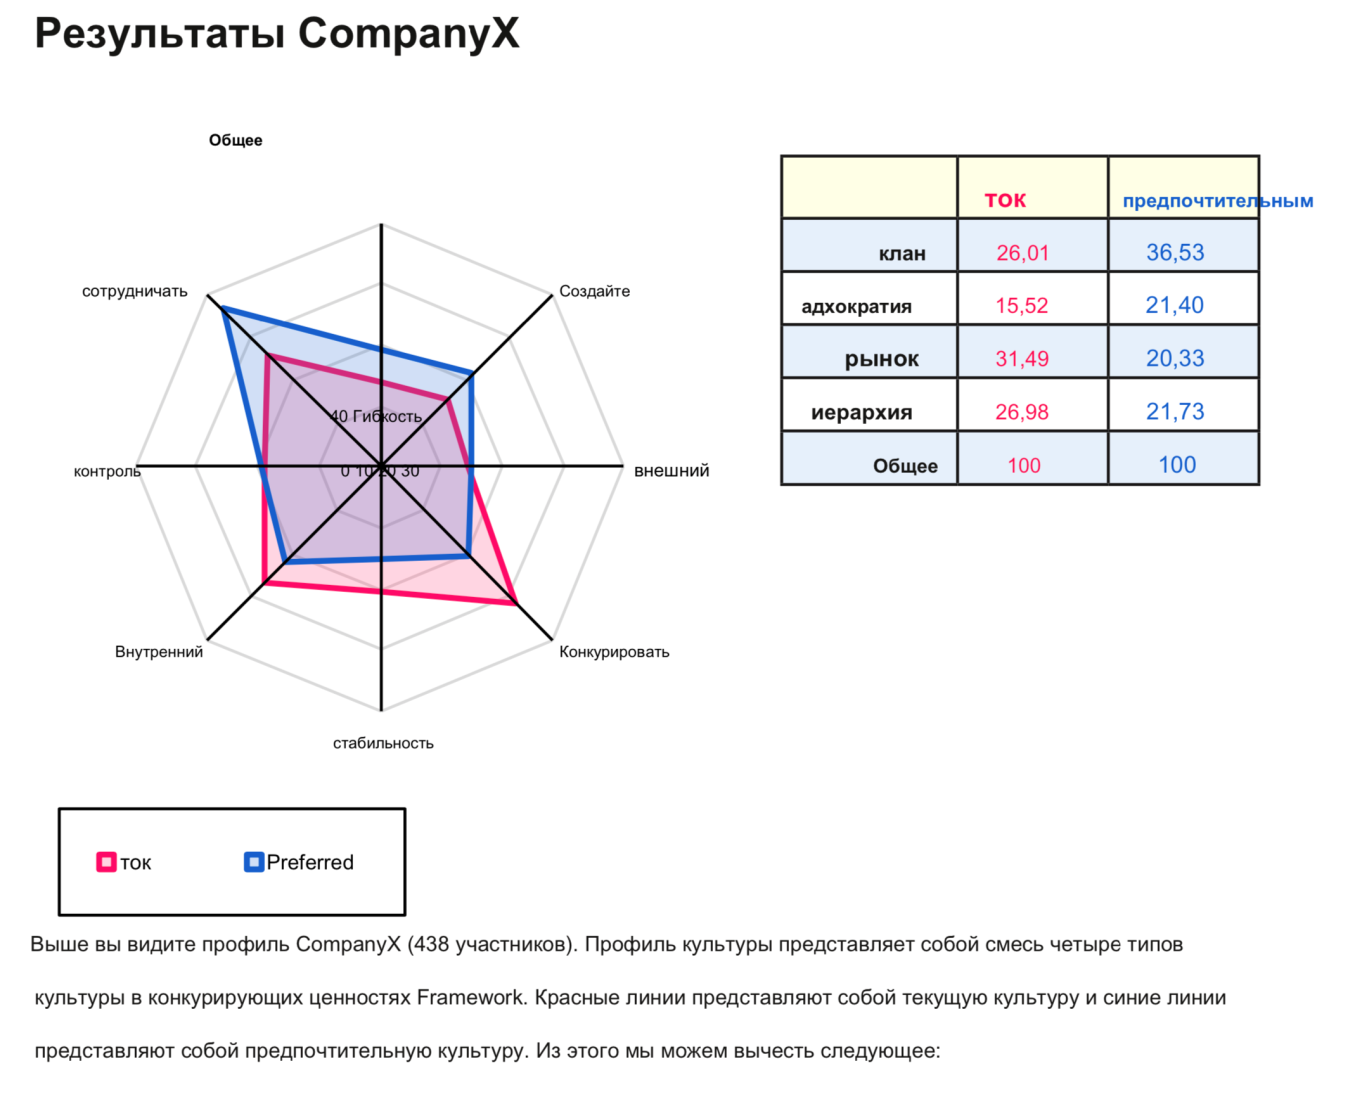 Результаты CompanyX
Общее
сотрудничать
Создайте
40 Гибкость
контроль
0 10 20 30
внешний
Внутренний
Конкурировать
стабильность
ток
Preferred
ток предпочтительным
клан 26,01 36,53
адхократия 15,52 21,40
рынок 31,49 20,33
иерархия 26,98 21,73
Общее 100 100
Выше вы видите профиль CompanyX (438 участников). Профиль культуры представляет собой смесь четыре типов
культуры в конкурирующих ценностях Framework. Красные линии представляют собой текущую культуру и синие линии
представляют собой предпочтительную культуру. Из этого мы можем вычесть следующее: